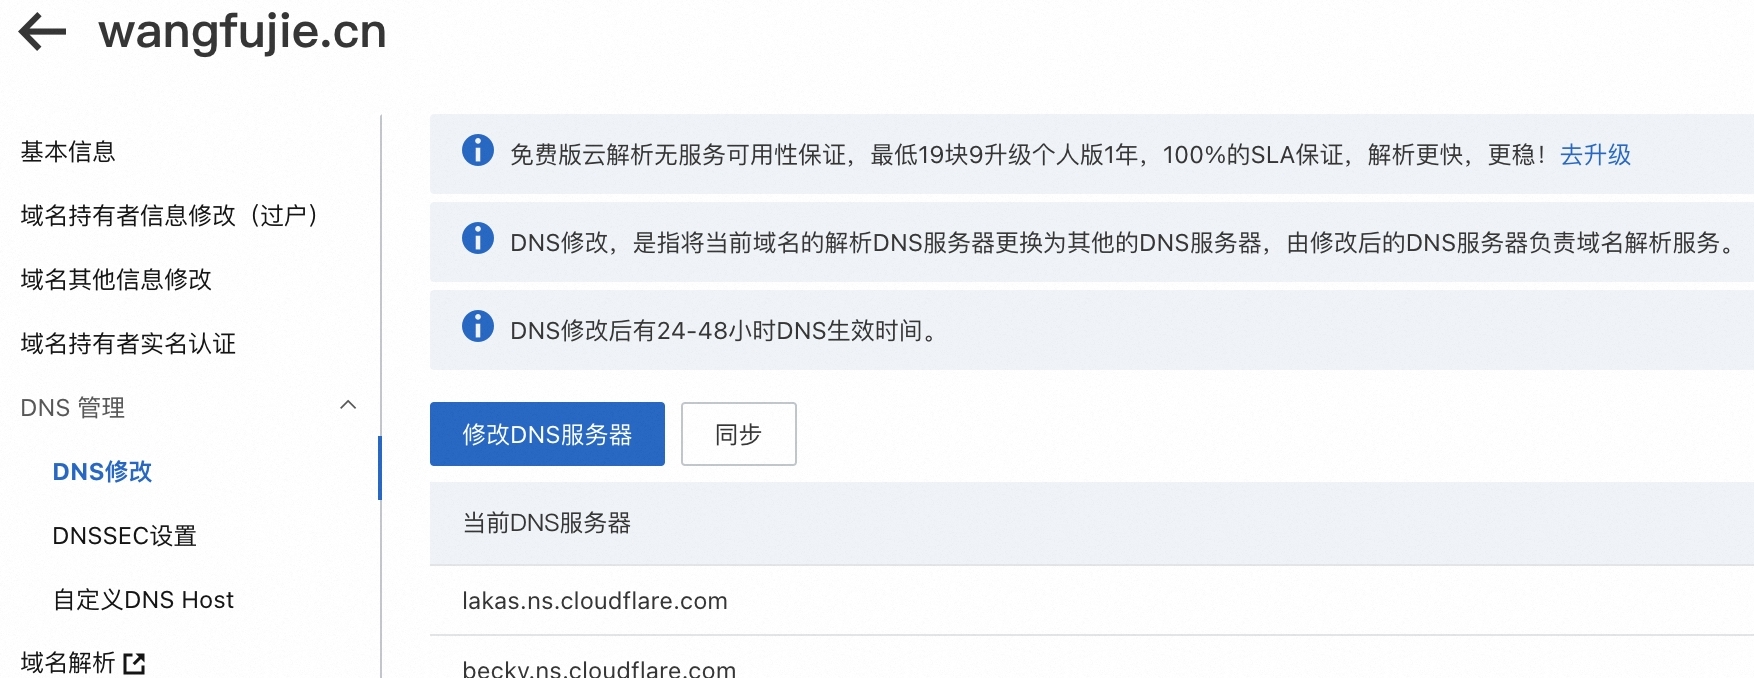 wangfujie.cn
基本信息
域名持有者信息修改（过户）
域名其他信息修改
域名持有者实名认证
DNS 管理
DNS修改
DNSSEC设置
自定义DNS Host
域名解析
免费版云解析无服务可用性保证，最低19块9升级个人版1年，100%的SLA保证，解析更快，更稳！去升级
DNS修改，是指将当前域名的解析DNS服务器更换为其他的DNS服务器，由修改后的DNS服务器负责域名解析服务。
DNS修改后有24-48小时DNS生效时间。
修改DNS服务器
同步
当前DNS服务器
lakas.ns.cloudflare.com
becky.ns.cloudflare.com